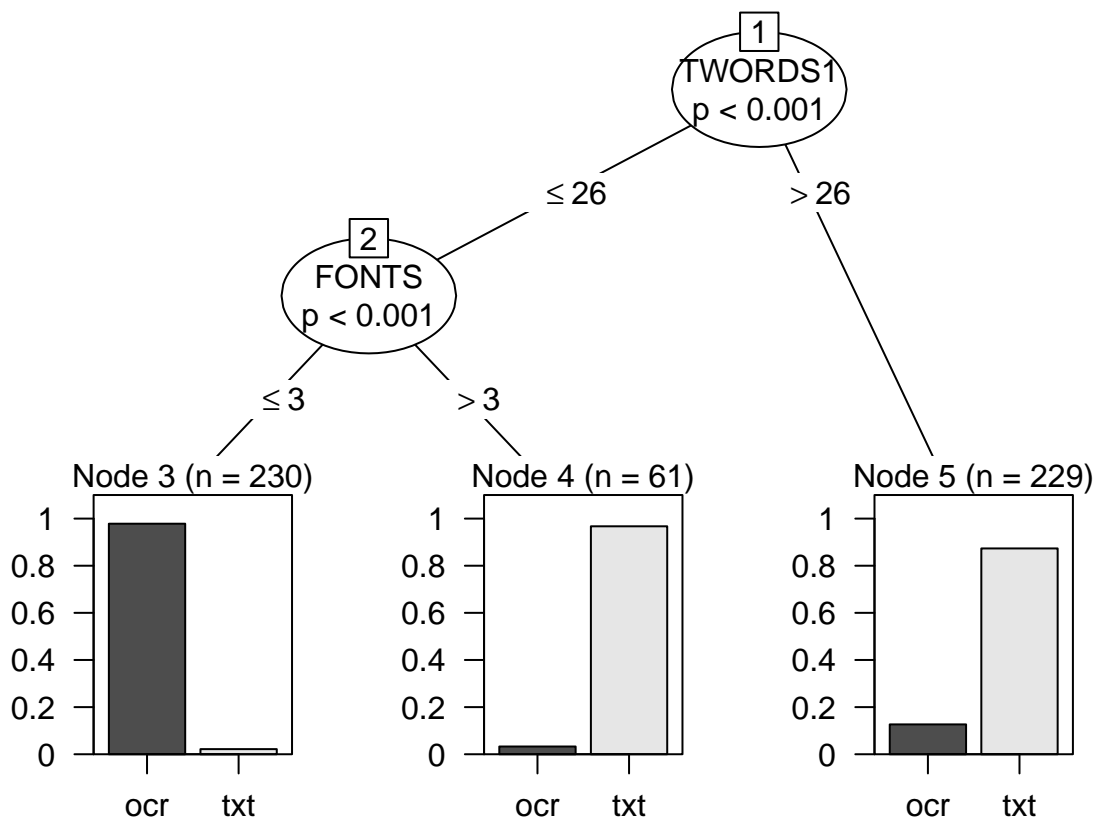 1
TWORDS1
p < 0.001
≤ 26
> 26
2
FONTS
p < 0.001
≤ 3
> 3
Node 3 (n = 230)
1
0.8
0.6
0.4
0.2
0
ocr
txt
Node 4 (n = 61)
1
0.8
0.6
0.4
0.2
0
ocr
txt
Node 5 (n = 229)
1
0.8
0.6
0.4
0.2
0
ocr
txt